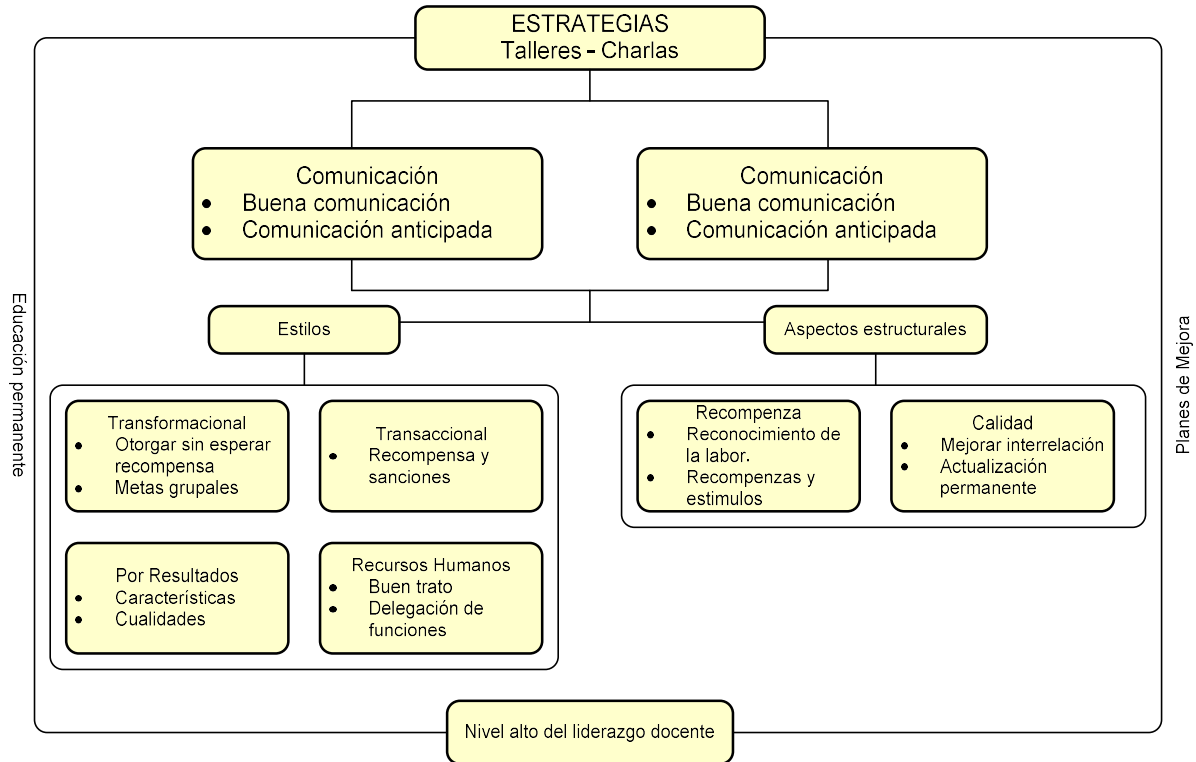 ESTRATEGIAS
Talleres - Charlas
Comunicación
• Buena comunicación
• Comunicación anticipada
Comunicación
• Buena comunicación
• Comunicación anticipada
Educación permanente
Planes de Mejora
Estilos
Aspectos estructurales
Transformacional
• Otorgar sin esperar
recompensa
• Metas grupales
Transaccional
• Recompensa y
sanciones
Recompenza
• Reconocimiento de
la labor.
• Recompenzas y
estimulos
Calidad
• Mejorar interrelación
• Actualización
permanente
Por Resultados
• Características
• Cualidades
Recursos Humanos
• Buen trato
• Delegación de
funciones
Nivel alto del liderazgo docente